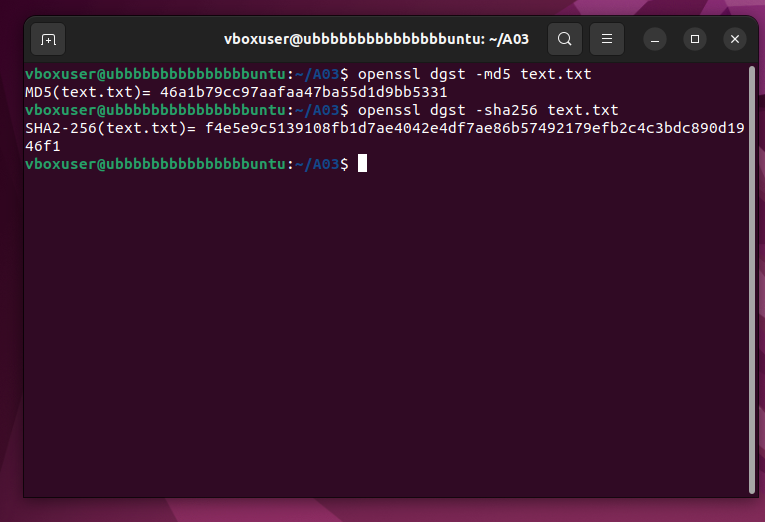 vboxuser@ubbbbbbbbbbbbbbbuntu: ~/A03
vboxuser@ubbbbbbbbbbbbbbbuntu:~/A03$ openssl dgst -md5 text.txt
MD5(text.txt)= 46a1b79cc97aafaa47ba55d1d9bb5331
vboxuser@ubbbbbbbbbbbbbbbuntu:~/A03$ openssl dgst -sha256 text.txt
SHA2-256(text.txt)= f4e5e9c5139108fb1d7ae4042e4df7ae86b57492179efb2c4c3bdc890d19
46f1
vboxuser@ubbbbbbbbbbbbbbbuntu:~/A03$